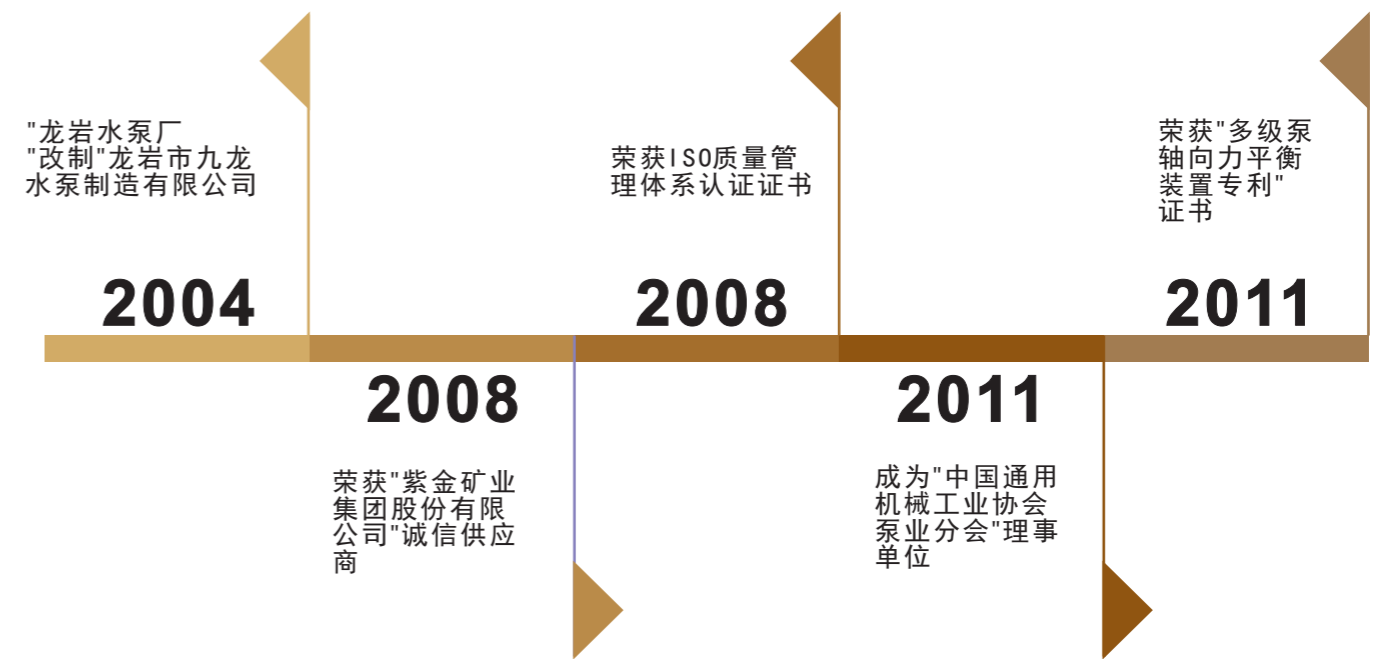 "龙岩水泵厂
"改制"龙岩市九龙
水泵制造有限公司
2004
2008
荣获"紫金矿业
集团股份有限
公司"诚信供应
商
荣获ISO质量管
理体系认证证书
2008
2011
成为"中国通用
机械工业协会
泵业分会"理事
单位
荣获"多级泵
轴向力平衡
装置专利"
证书
2011